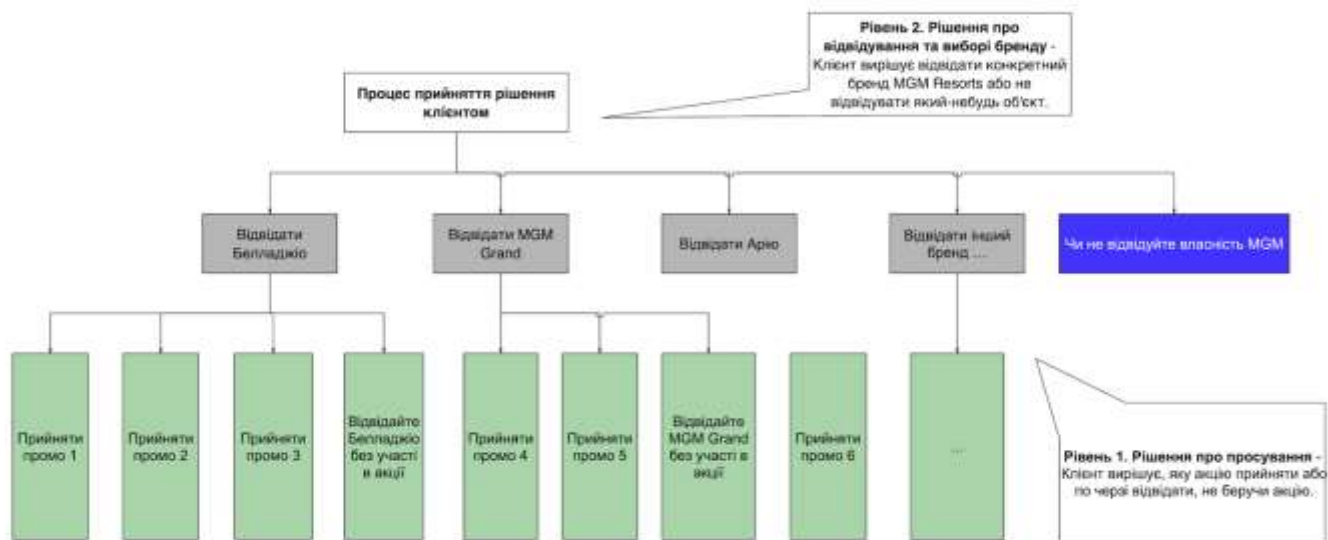 Рівень 2. Рішення про
відвідування та виборі бренду -
Клієнт вирішує відвідати конкретний
бренд MGM Resorts або не
відвідувати який-небудь об'єкт.
Процес прийняття рішення
клієнтом
Відвідати
Белладжіо
Відвідати MGM
Grand
Відвідати Арію
Відвідати інший
бренд ...
Чи не відвідуйте власність MGM
Прийняти
промо 1
Прийняти
промо 2
Прийняти
промо 3
Відвідайте
Белладжіо
без участі
в акції
Прийняти
промо 4
Прийняти
промо 5
Відвідайте
MGM Grand
без участі в
акції
Прийняти
промо 6
...
Рівень 1. Рішення про просування -
Клієнт вирішує, яку акцію прийняти або
по черзі відвідати, не беручи акцію.